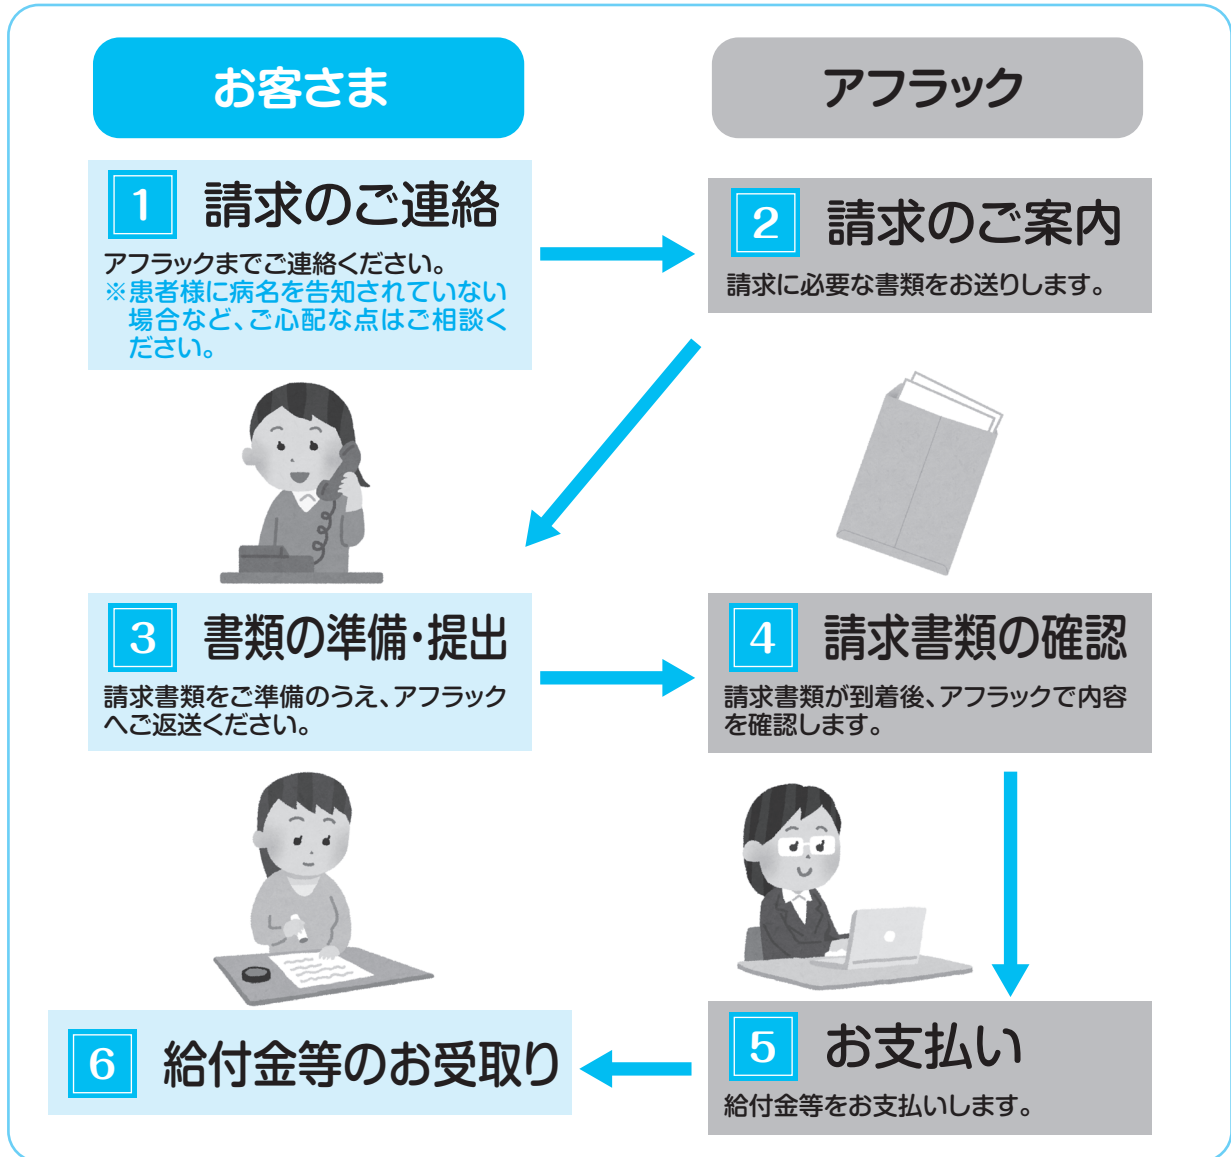 お客さま
アフラック
1 請求のご連絡
アフラックまでご連絡ください。
※患者様に病名を告知されていない
場合など、ご心配な点はご相談く
ださい。
2 請求のご案内
請求に必要な書類をお送りします。
3 書類の準備・提出
請求書類をご準備のうえ、アフラック
へご返送ください。
4 請求書類の確認
請求書類が到着後、アフラックで内容
を確認します。
5 お支払い
給付金等をお支払いします。
6 給付金等のお受取り